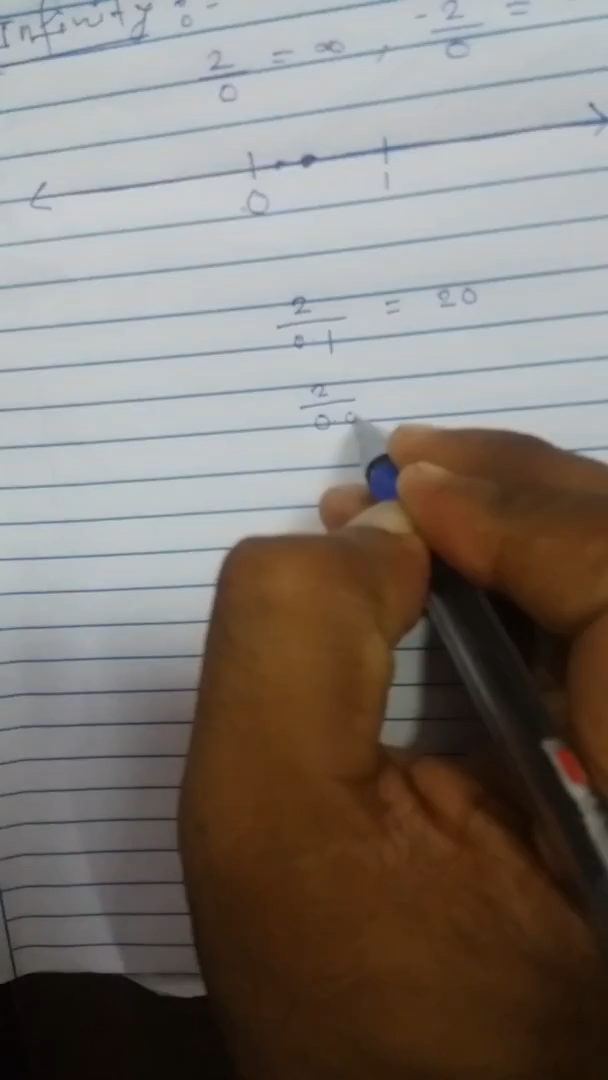 Infinity :-
2/0 = ∞ , -2/0 =
0 1
2/0.1 = 20
2/0.0